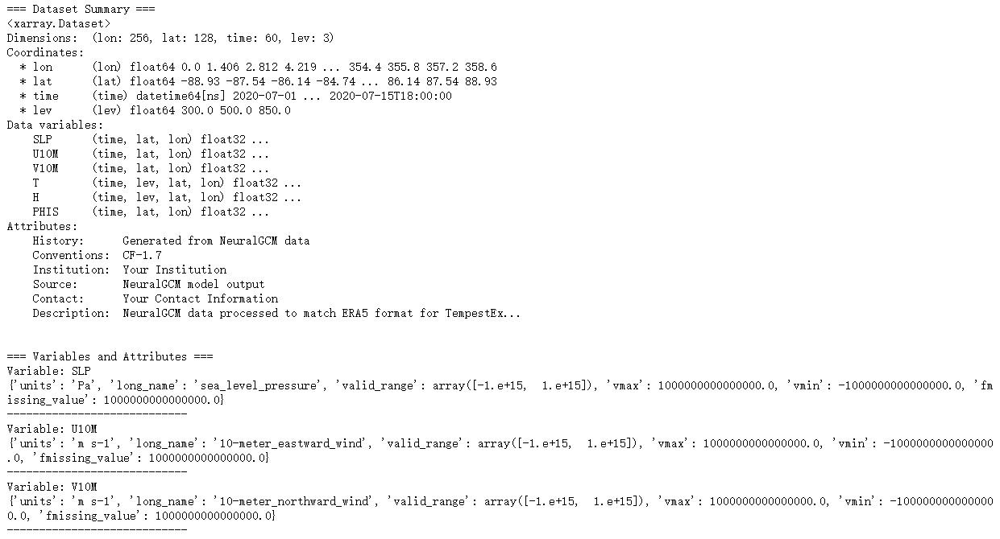 === Dataset Summary ===
<xarray.Dataset>
Dimensions:  (lon: 256, lat: 128, time: 60, lev: 3)
Coordinates:
  * lon      (lon) float64 0.0 1.406 2.812 4.219 ... 354.4 355.8 357.2 358.6
  * lat      (lat) float64 -88.93 -87.54 -86.14 -84.74 ... 86.14 87.54 88.93
  * time     (time) datetime64[ns] 2020-07-01 ... 2020-07-15T18:00:00
  * lev      (lev) float64 300.0 500.0 850.0
Data variables:
    SLP      (time, lat, lon) float32 ...
    U10M     (time, lat, lon) float32 ...
    V10M     (time, lat, lon) float32 ...
    T        (time, lev, lat, lon) float32 ...
    H        (time, lev, lat, lon) float32 ...
    PHIS     (time, lat, lon) float32 ...
Attributes:
    History:      Generated from NeuralGCM data
    Conventions:  CF-1.7
    Institution:  Your Institution
    Source:       NeuralGCM model output
    Contact:      Your Contact Information
    Description:  NeuralGCM data processed to match ERA5 format for TempestEx...
=== Variables and Attributes ===
Variable: SLP
{'units': 'Pa', 'long_name': 'sea_level_pressure', 'valid_range': array([-1.e+15,  1.e+15]), 'vmax': 1000000000000000.0, 'vmin': -1000000000000000.0, 'fm
issing_value': 1000000000000000.0}
----------------------------
Variable: U10M
{'units': 'm s-1', 'long_name': '10-meter_eastward_wind', 'valid_range': array([-1.e+15,  1.e+15]), 'vmax': 1000000000000000.0, 'vmin': -1000000000000000
.0, 'fmissing_value': 1000000000000000.0}
----------------------------
Variable: V10M
{'units': 'm s-1', 'long_name': '10-meter_northward_wind', 'valid_range': array([-1.e+15,  1.e+15]), 'vmax': 1000000000000000.0, 'vmin': -100000000000000
0.0, 'fmissing_value': 1000000000000000.0}
----------------------------